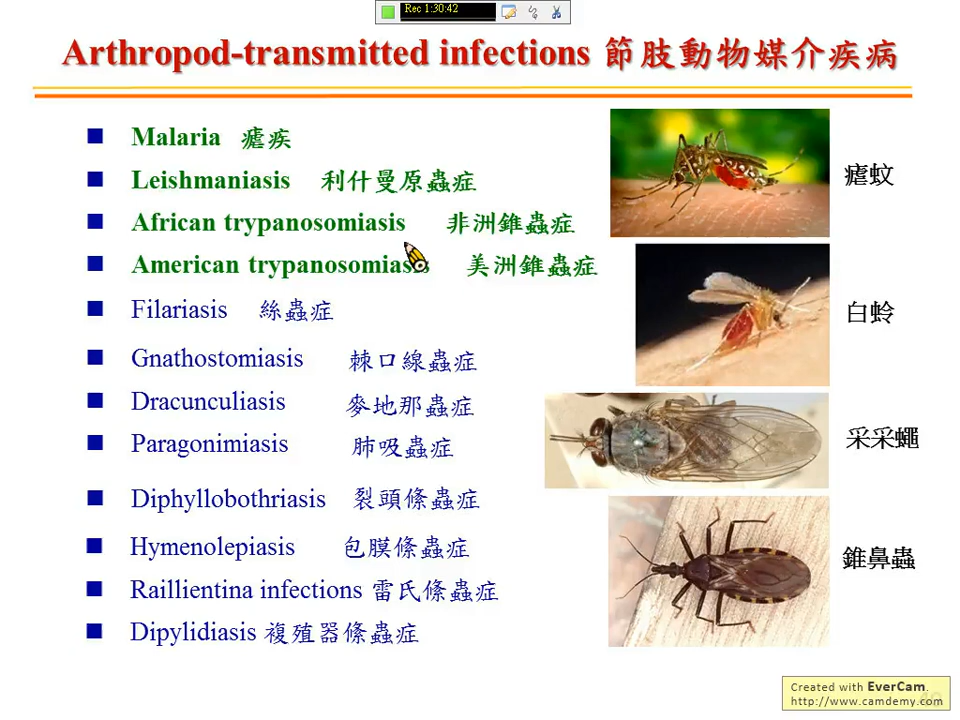 Rec 1:30:42
Arthropod-transmitted infections 節肢動物媒介疾病
Malaria 瘧疾
Leishmaniasis 利什曼原蟲症
African trypanosomiasis 非洲錐蟲症
American trypanosomiasis 美洲錐蟲症
Filariasis 絲蟲症
Gnathostomiasis 棘口線蟲症
Dracunculiasis 麥地那蟲症
Paragonimiasis 肺吸蟲症
Diphyllobothriasis 裂頭條蟲症
Hymenolepiasis 包膜條蟲症
Raillientina infections 雷氏條蟲症
Dipylidiasis 複殖器條蟲症
瘧蚊
白蛉
采采蠅
錐鼻蟲
Created with EverCam.
http://www.camdemy.com